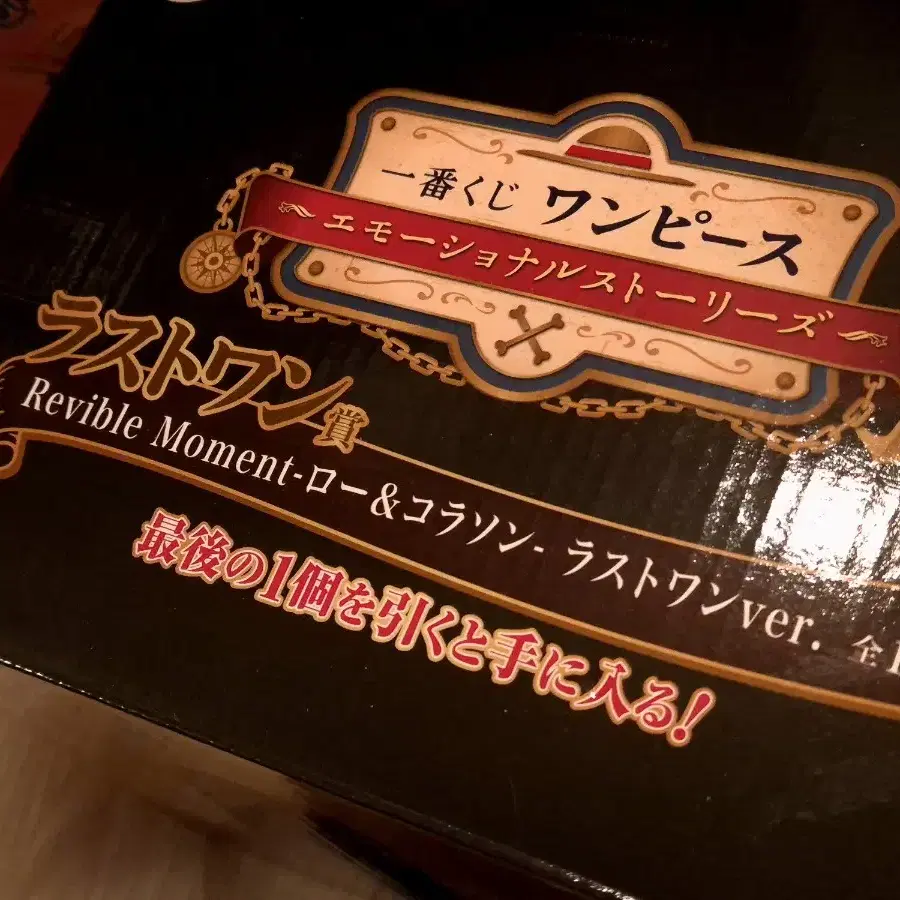 一番くじ ワンピース
～エモーショナルストーリーズ～
ラストワン賞
Revible Moment-ロー&コラソン- ラストワンver. 全1
最後の1個を引くと手に入る!